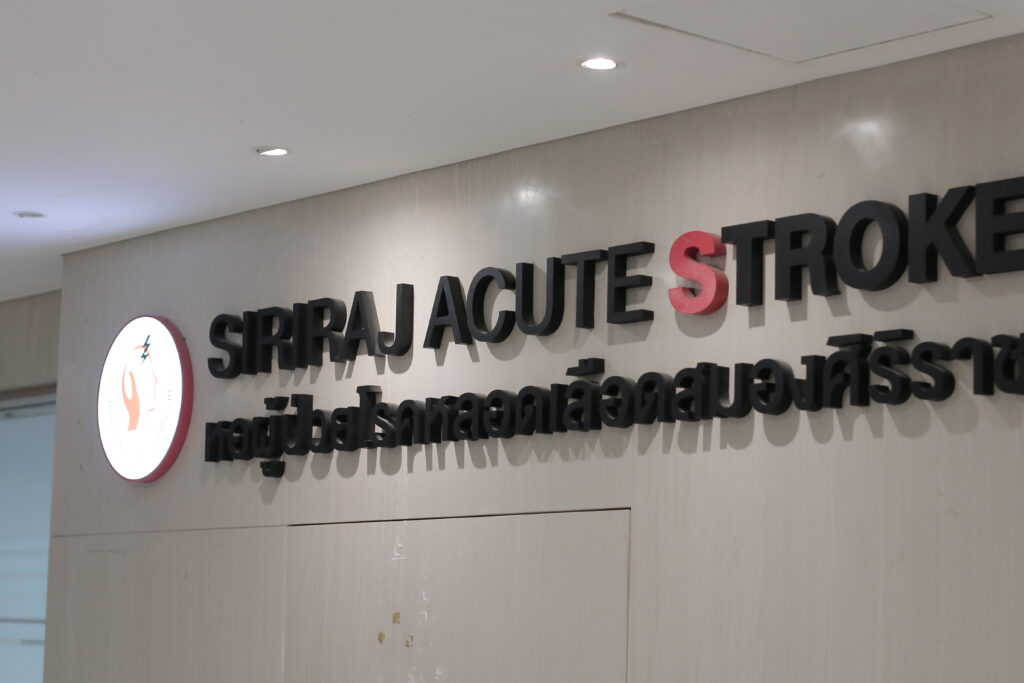 SIRIRAJ ACUTE STROKE
หอผู้ป่วยโรคหลอดเลือดสมองศิริราช